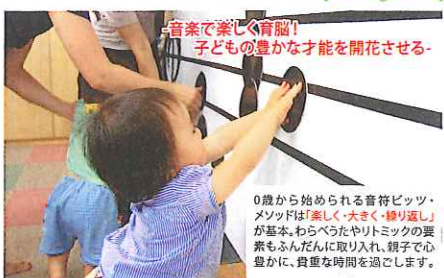 -音楽で楽しく育脳！
子どもの豊かな才能を開花させる-
0歳から始められる音符ビッツ・
メソッドは「楽しく・大きく・繰り返し」
が基本。わらべうたやリトミックの要
素もふんだんに取り入れ、親子で心
豊かに、貴重な時間を過ごします。